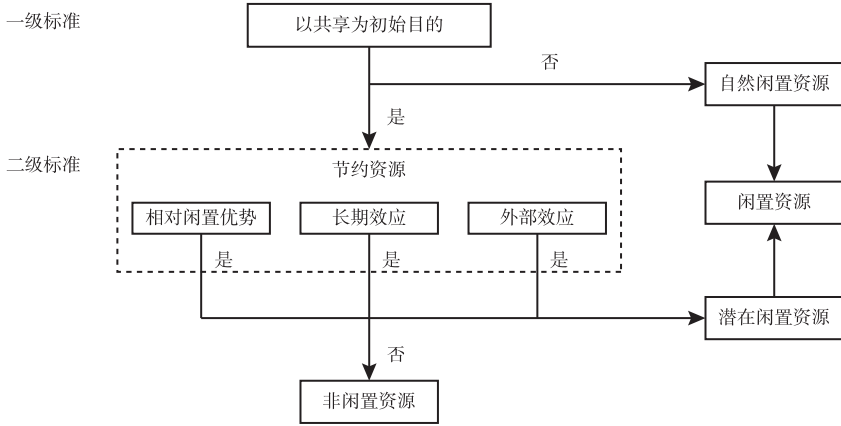 一级标准
以共享为初始目的
否
自然闲置资源
是
二级标准
节约资源
闲置资源
相对闲置优势
长期效应
外部效应
是
是
是
潜在闲置资源
否
非闲置资源